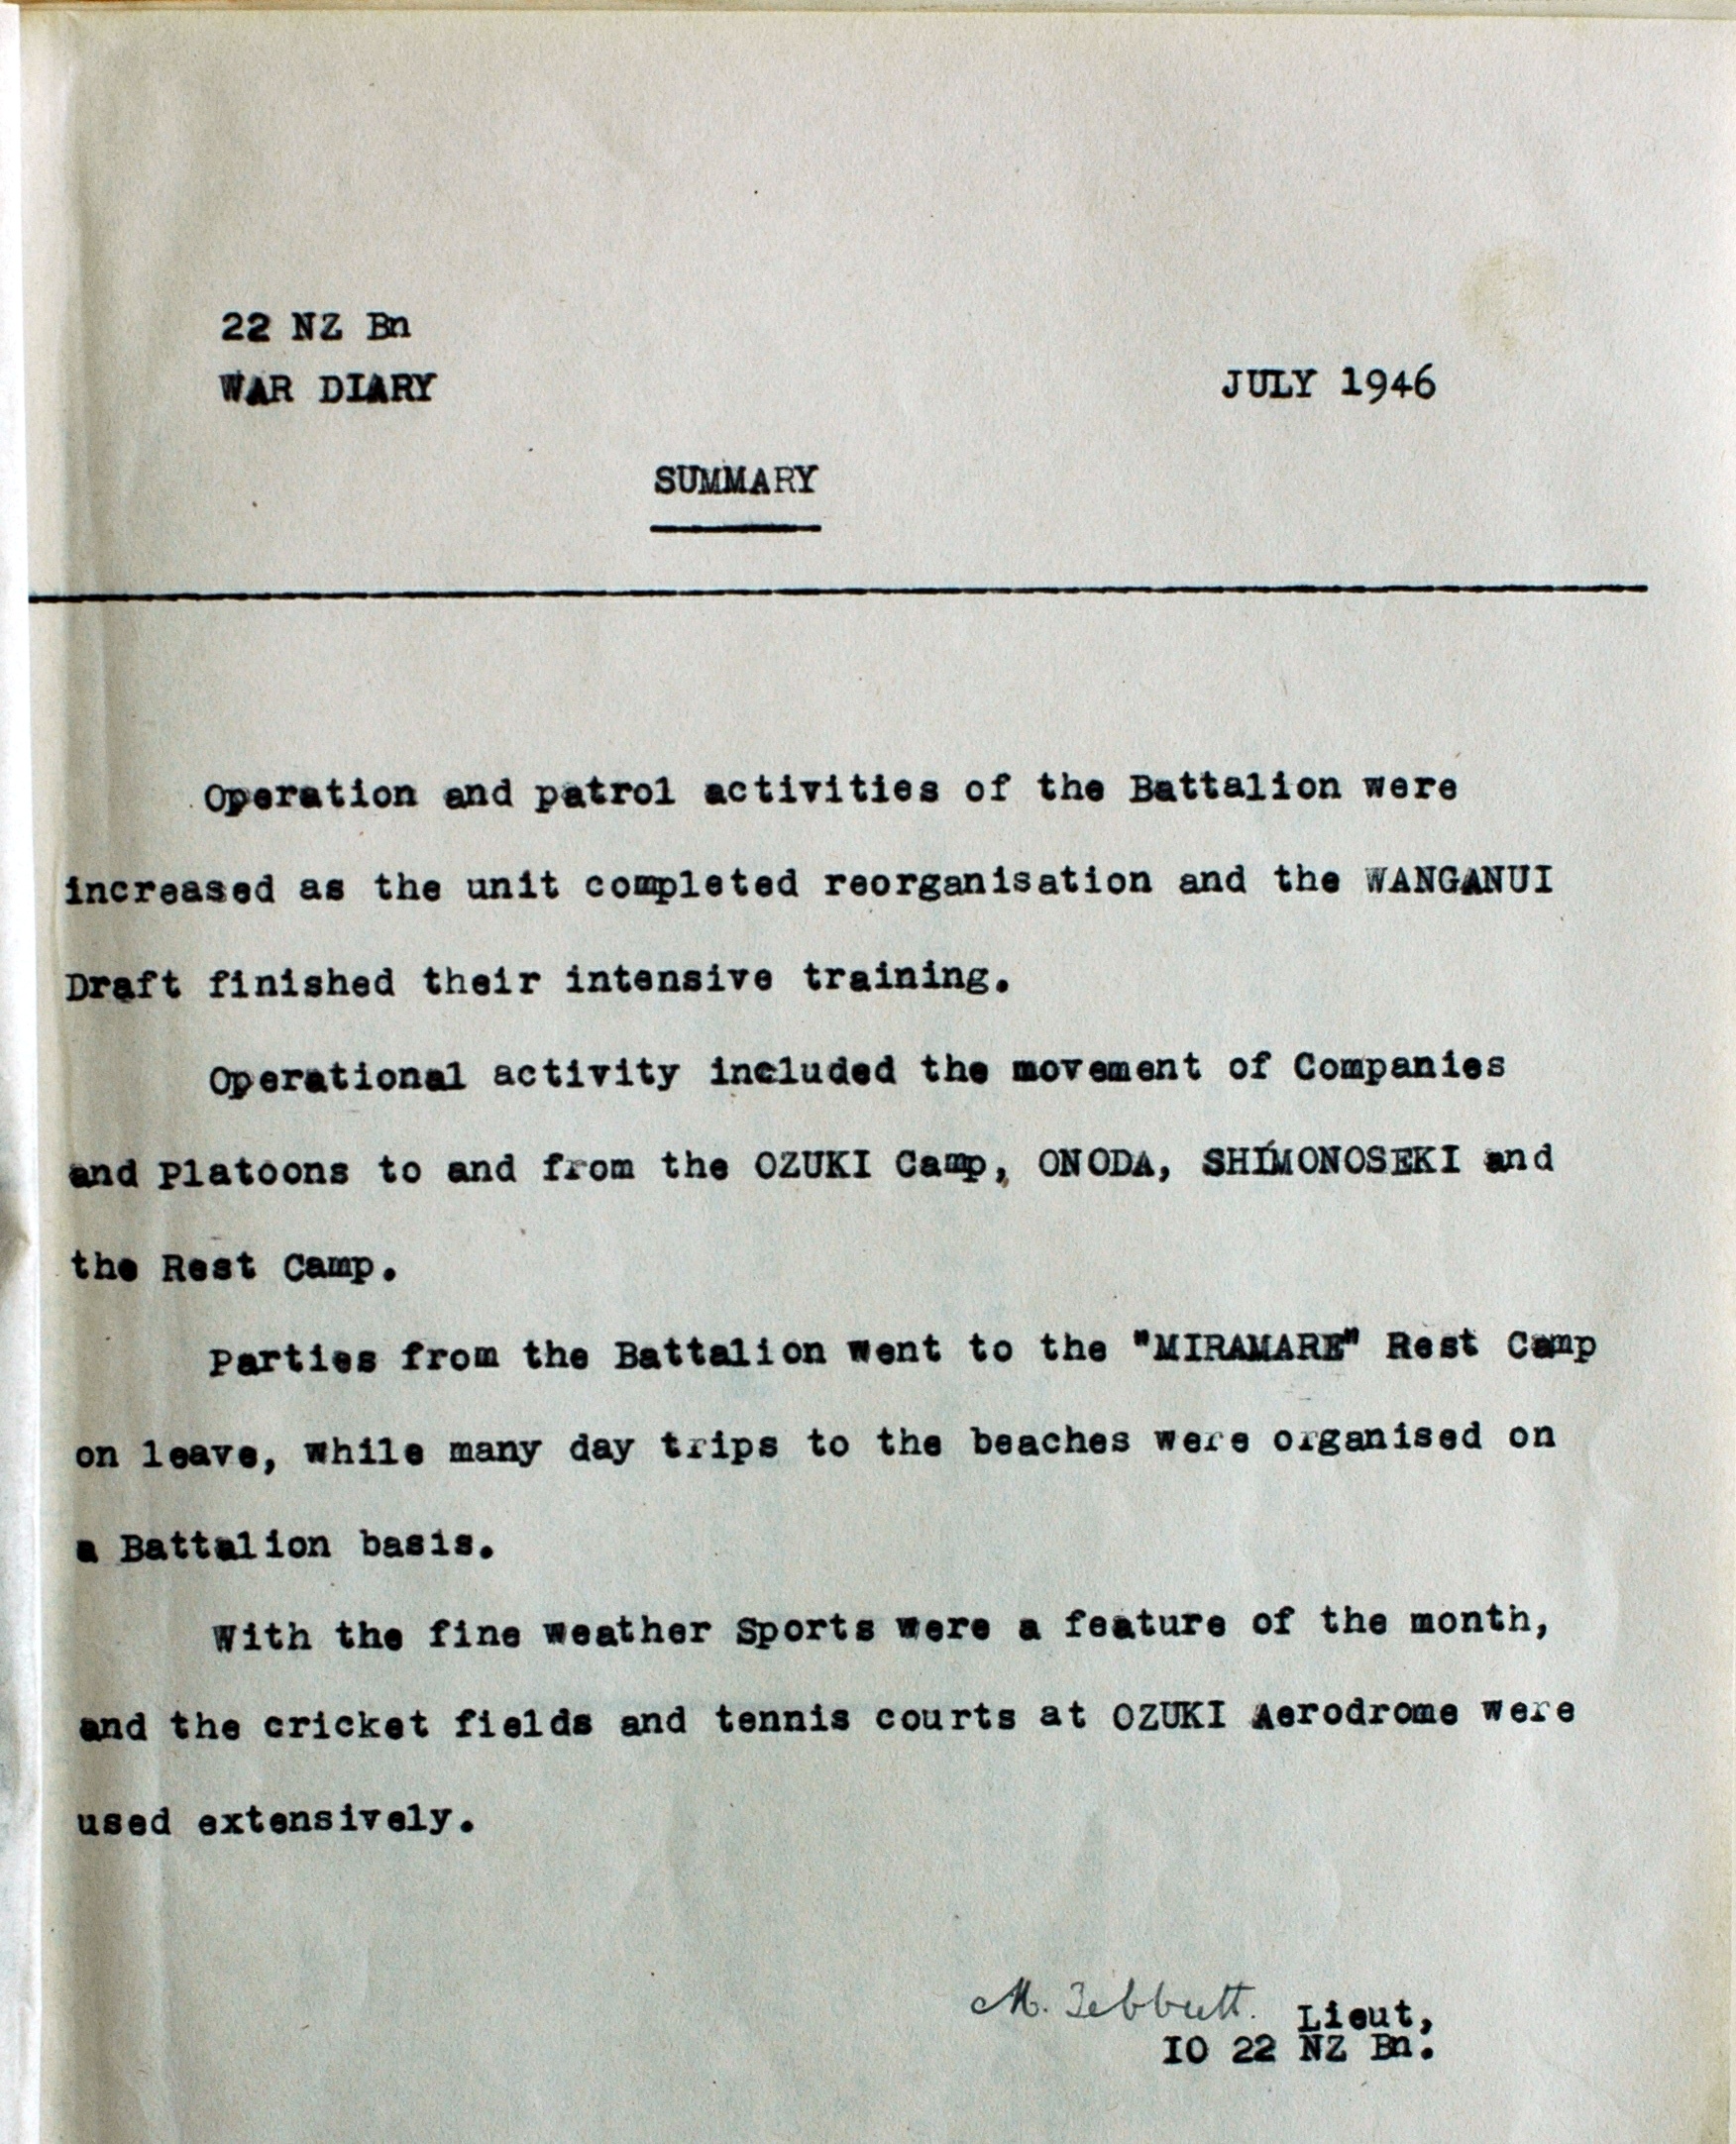 22 NZ Bn
WAR DIARY
JULY 1946
SUMMARY
Operation and patrol activities of the Battalion were
increased as the unit completed reorganisation and the WANGANUI
Draft finished their intensive training.
Operational activity included the movement of Companies
and Platoons to and from the OZUKI Camp, ONODA, SHIMONOSEKI and
the Rest Camp.
Parties from the Battalion went to the "MIRAMARE" Rest Camp
on leave, while many day trips to the beaches were organised on
a Battalion basis.
With the fine weather Sports were a feature of the month,
and the cricket fields and tennis courts at OZUKI Aerodrome were
used extensively.
M. Tebbutt. Lieut,
IO 22 NZ Bn.